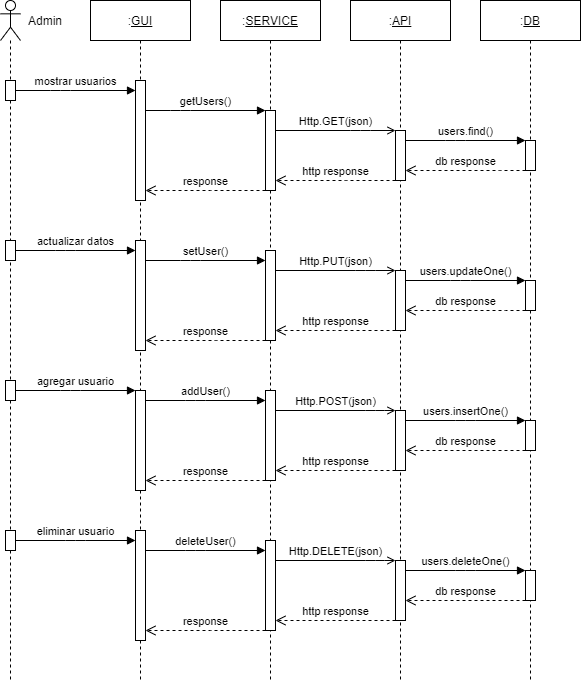 Admin
:GUI
:SERVICE
:API
:DB
mostrar usuarios
getUsers()
Http.GET(json)
users.find()
db response
http response
response
actualizar datos
setUser()
Http.PUT(json)
users.updateOne()
db response
http response
response
agregar usuario
addUser()
Http.POST(json)
users.insertOne()
db response
http response
response
eliminar usuario
deleteUser()
Http.DELETE(json)
users.deleteOne()
db response
http response
response